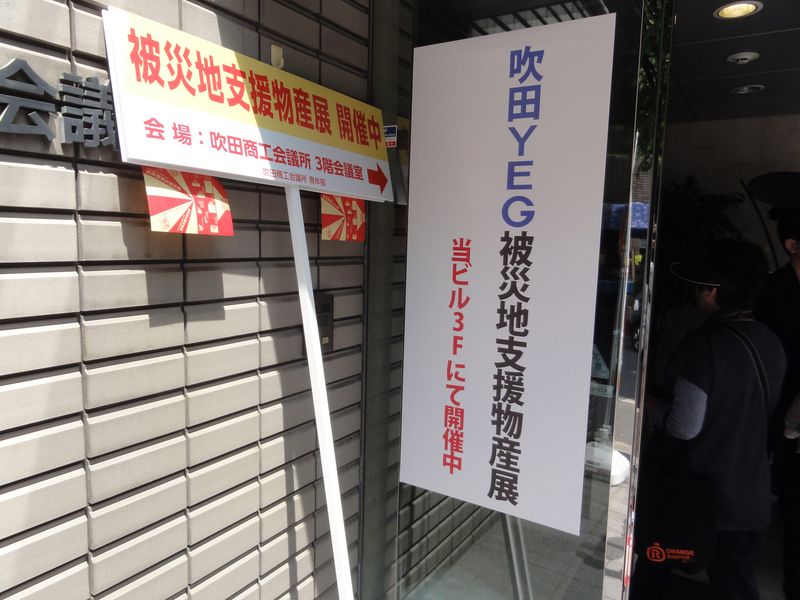 会議
被災地支援物産展 開催中
会場：吹田商工会議所 3階会議室
吹田商工会議所 青年部
吹田YEG被災地支援物産展
当ビル3Fにて開催中
ORANGE